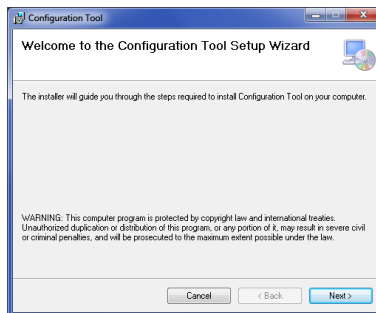 Configuration Tool
Welcome to the Configuration Tool Setup Wizard
The installer will guide you through the steps required to install Configuration Tool on your computer.
WARNING: This computer program is protected by copyright law and international treaties.
Unauthorized duplication or distribution of this program, or any portion of it, may result in severe civil
or criminal penalties, and will be prosecuted to the maximum extent possible under the law.
Cancel
< Back
Next >